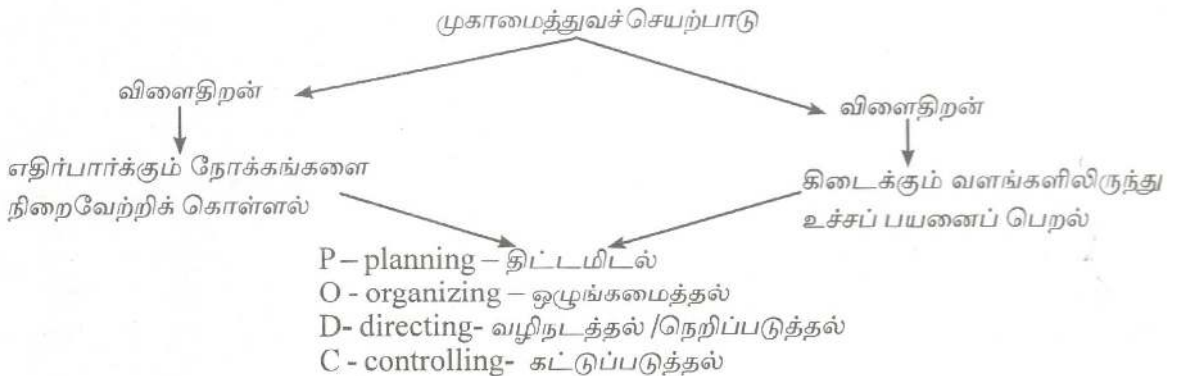 முகாமைத்துவச்செயற்பாடு
விளைதிறன்
விளைதிறன்
எதிர்பார்க்கும் நோக்கங்களை
நிறைவேற்றிக் கொள்ளல்
கிடைக்கும் வளங்களிலிருந்து
உச்சப் பயனைப் பெறல்
P – planning – திட்டமிடல்
O - organizing – ஒழுங்கமைத்தல்
D- directing- வழிநடத்தல் /நெறிப்படுத்தல்
C - controlling- கட்டுப்படுத்தல்